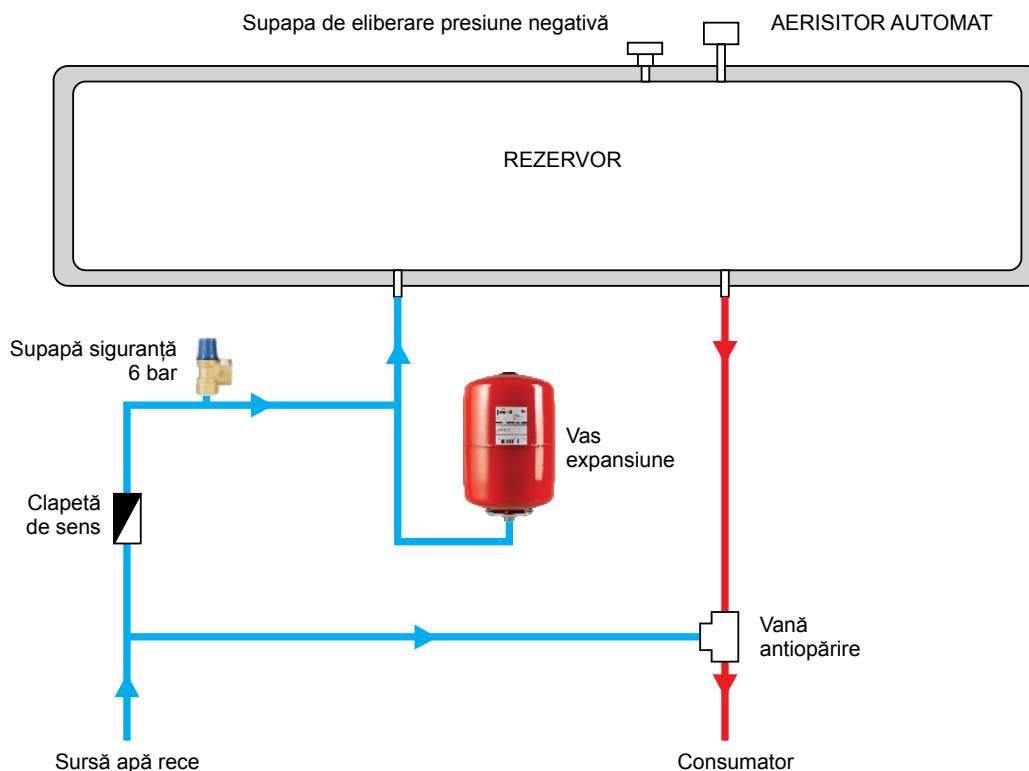 Supapa de eliberare presiune negativă
AERISITOR AUTOMAT
REZERVOR
Supapă siguranță
6 bar
Vas
expansiune
Clapetă
de sens
Vană
antiopărire
Sursă apă rece
Consumator